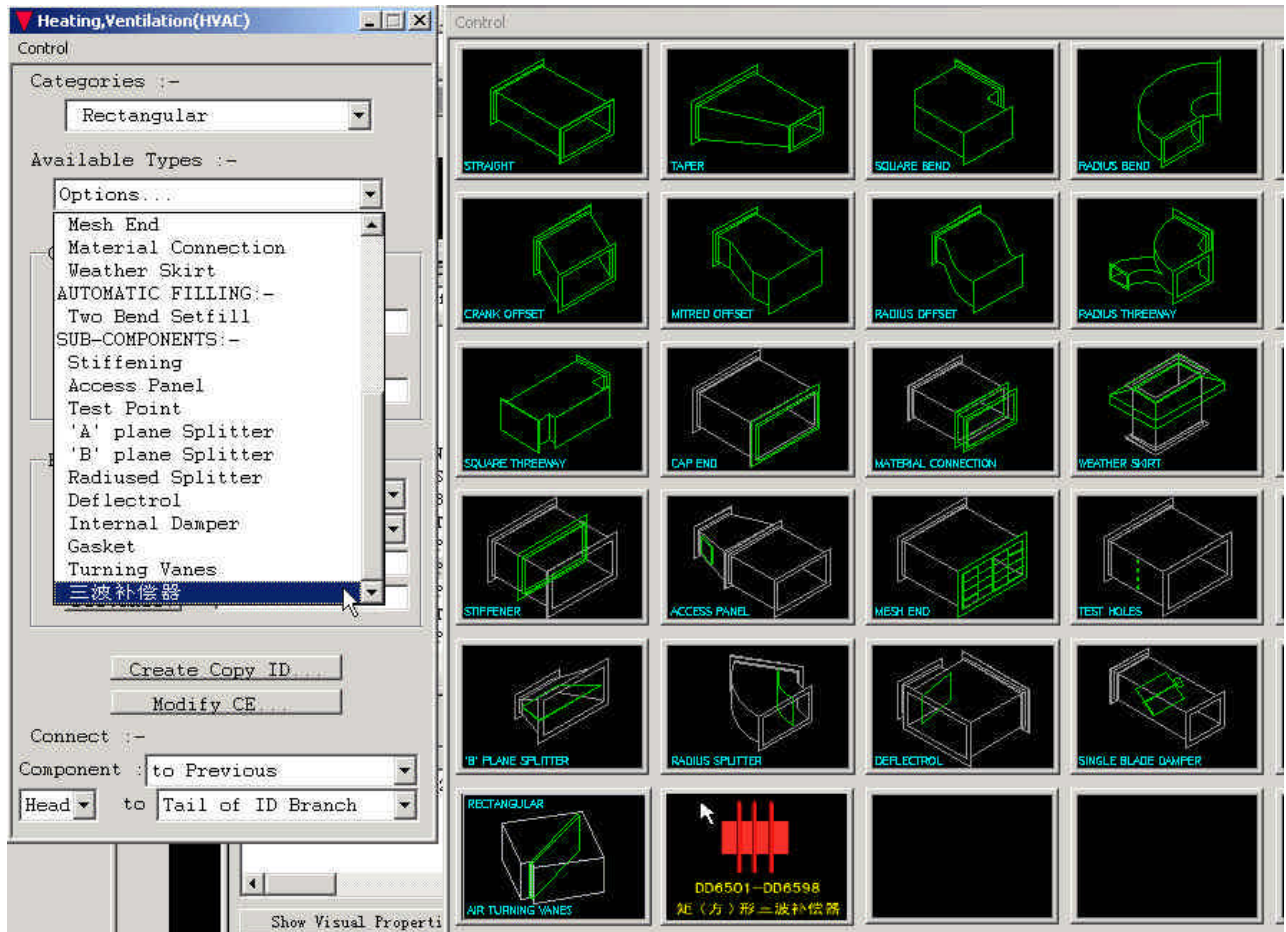 Heating,Ventilation(HVAC)
Control
Categories :-
Rectangular
Available Types :-
Options...
Mesh End
Material Connection
Weather Skirt
AUTOMATIC FILLING:-
Two Bend Setfill
SUB-COMPONENTS:-
Stiffening
Access Panel
Test Point
'A' plane Splitter
'B' plane Splitter
Radiused Splitter
Deflectrol
Internal Damper
Gasket
Turning Vanes
三波补偿器
Create Copy ID...
Modify CE...
Connect :-
Component : to Previous
Head to Tail of ID Branch
Show Visual Properti
Control
STRAIGHT
TAPER
SQUARE BEND
RADIUS BEND
CRANK OFFSET
MITRED OFFSET
RADIUS OFFSET
RADIUS THREEWAY
SQUARE THREEWAY
CAP END
MATERIAL CONNECTION
WEATHER SKIRT
STIFFENER
ACCESS PANEL
MESH END
TEST HOLES
'B' PLANE SPLITTER
RADIUS SPLITTER
DEFLECTROL
SINGLE BLADE DAMPER
RECTANGULAR
AIR TURNING VANES
DD6501-DD6598
矩(方)形三波补偿器